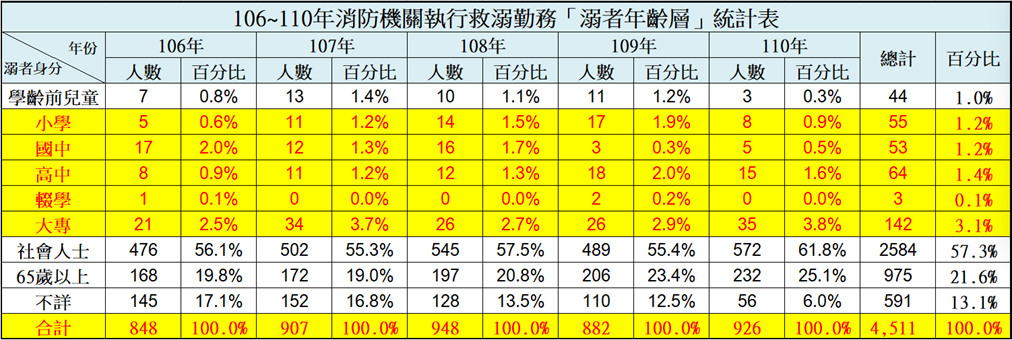 106~110年消防機關執行救溺勤務「溺者年齡層」統計表
年份 106年 107年 108年 109年 110年 總計 百分比
溺者身分 人數 百分比 人數 百分比 人數 百分比 人數 百分比 人數 百分比
學齡前兒童 7 0.8% 13 1.4% 10 1.1% 11 1.2% 3 0.3% 44 1.0%
小學 5 0.6% 11 1.2% 14 1.5% 17 1.9% 8 0.9% 55 1.2%
國中 17 2.0% 12 1.3% 16 1.7% 3 0.3% 5 0.5% 53 1.2%
高中 8 0.9% 11 1.2% 12 1.3% 18 2.0% 15 1.6% 64 1.4%
輟學 1 0.1% 0 0.0% 0 0.0% 2 0.2% 0 0.0% 3 0.1%
大專 21 2.5% 34 3.7% 26 2.7% 26 2.9% 35 3.8% 142 3.1%
社會人士 476 56.1% 502 55.3% 545 57.5% 489 55.4% 572 61.8% 2584 57.3%
65歲以上 168 19.8% 172 19.0% 197 20.8% 206 23.4% 232 25.1% 975 21.6%
不詳 145 17.1% 152 16.8% 128 13.5% 110 12.5% 56 6.0% 591 13.1%
合計 848 100.0% 907 100.0% 948 100.0% 882 100.0% 926 100.0% 4,511 100.0%